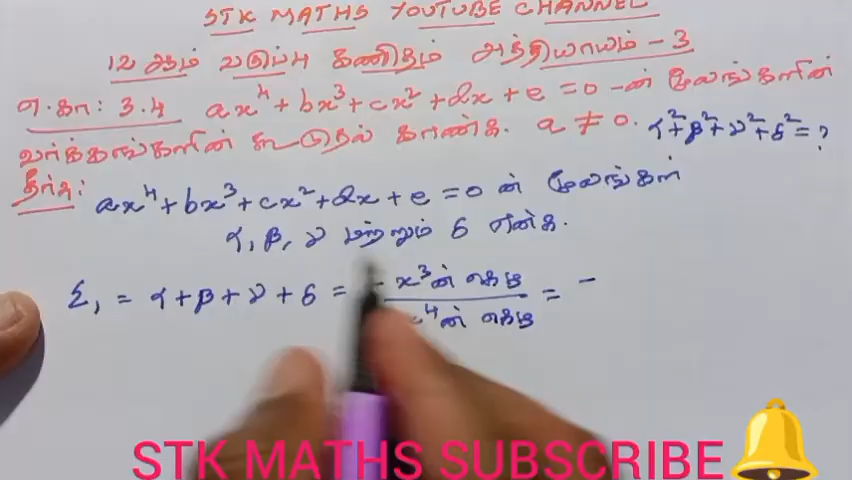 STK MATHS YOUTUBE CHANNEL
12 ஆம் வகுப்பு கணிதம் அத்தியாயம் - 3
எ.கா: 3.4 ax⁴+bx³+cx²+dx+e=0 -ன் மூலங்களின்
வர்க்கங்களின் கூடுதல் காண்க. a≠0. α²+β²+γ²+δ²=?
தீர்வு: ax⁴+bx³+cx²+dx+e=0 ன் மூலங்கள்
α, β, γ மற்றும் δ என்க.
Σ₁ = α+β+γ+δ = - x³ன் கெழு / x⁴ன் கெழு = -
STK MATHS SUBSCRIBE